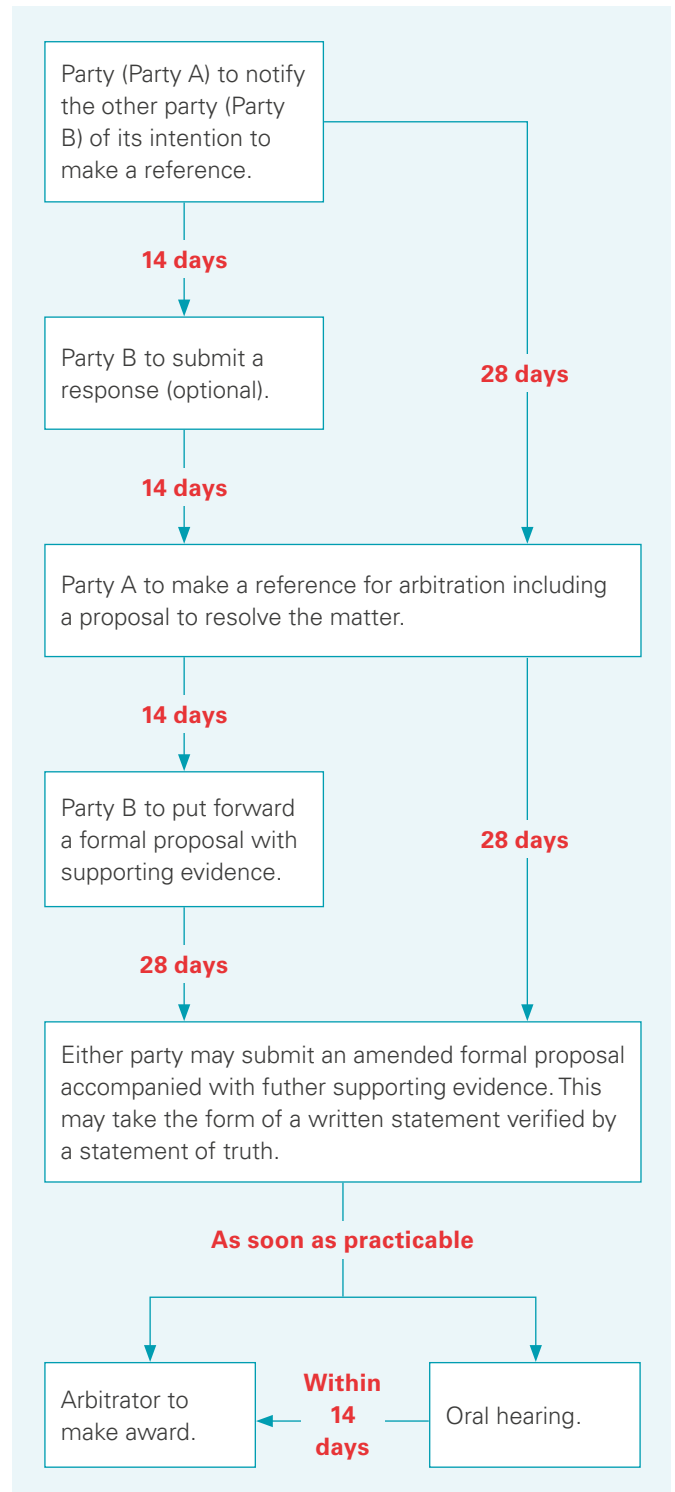 Party (Party A) to notify
the other party (Party
B) of its intention to
make a reference.
14 days
Party B to submit a
response (optional).
28 days
14 days
Party A to make a reference for arbitration including
a proposal to resolve the matter.
14 days
Party B to put forward
a formal proposal with
supporting evidence.
28 days
28 days
Either party may submit an amended formal proposal
accompanied with futher supporting evidence. This
may take the form of a written statement verified by
a statement of truth.
As soon as practicable
Arbitrator to
make award.
Within
14
days
Oral hearing.